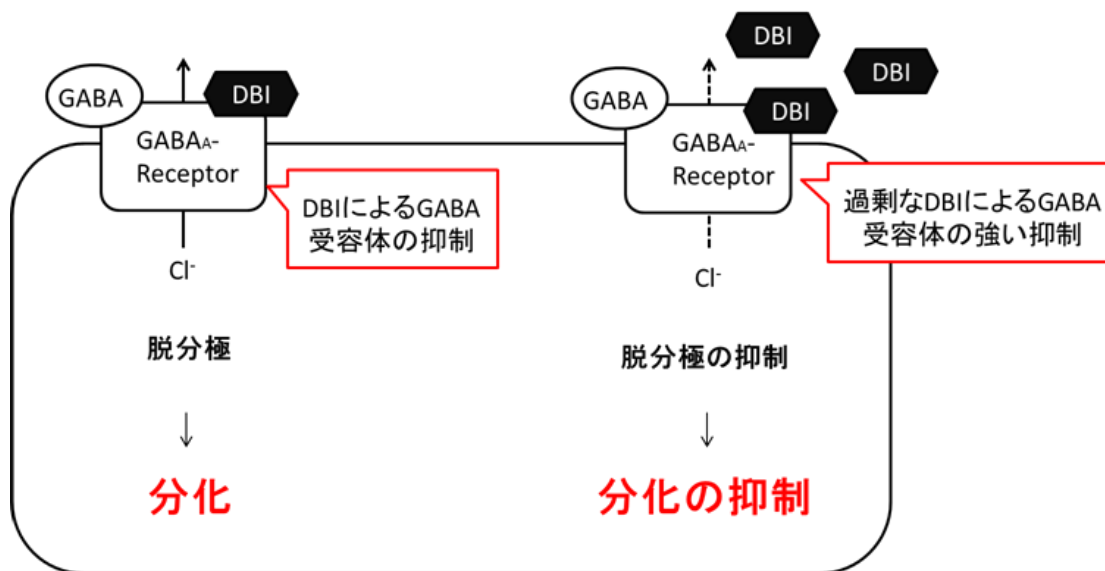 GABA
DBI
GABAA-
Receptor
DBIによるGABA
受容体の抑制
Cl-
脱分極
分化
DBI
DBI
GABA
DBI
GABAA-
Receptor
過剰なDBIによるGABA
受容体の強い抑制
Cl-
脱分極の抑制
分化の抑制